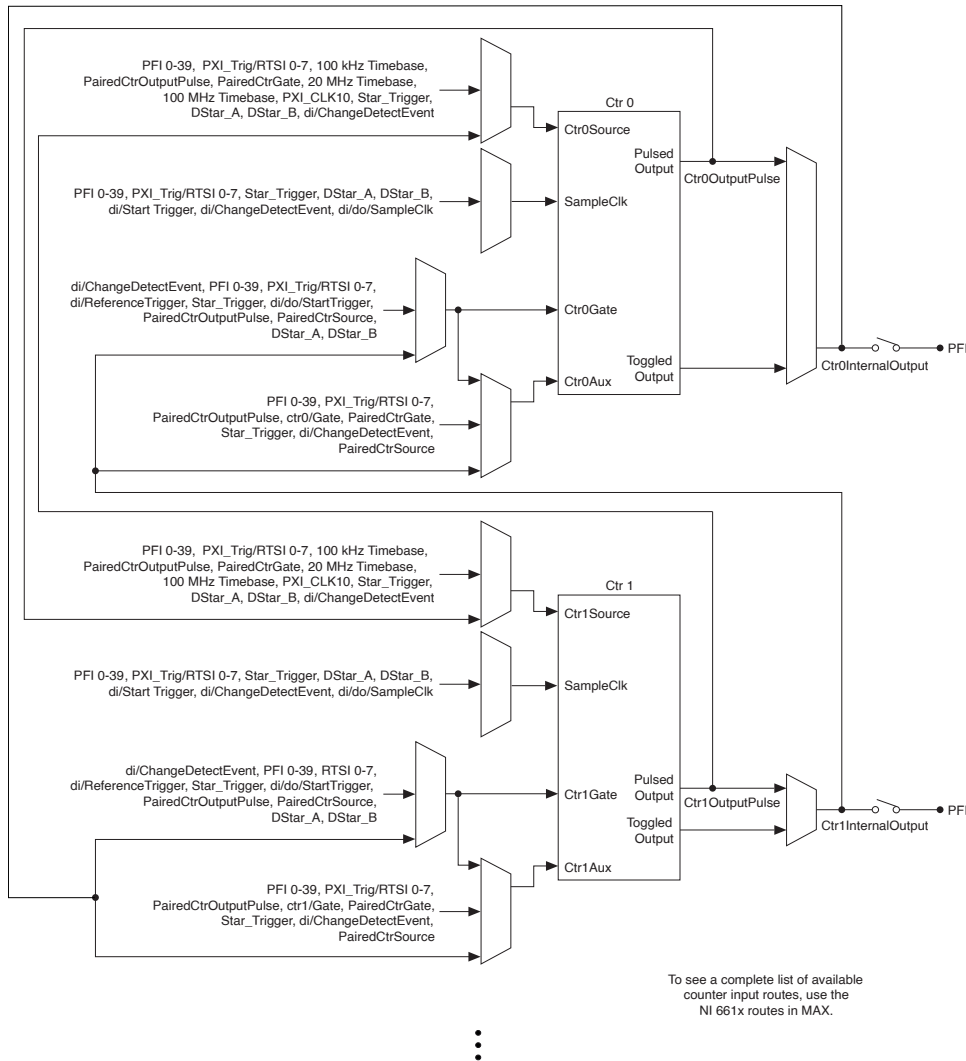 PFI 0-39, PXI_Trig/RTSI 0-7, 100 kHz Timebase,
PairedCtrOutputPulse, PairedCtrGate, 20 MHz Timebase,
100 MHz Timebase, PXI_CLK10, Star_Trigger,
DStar_A, DStar_B, di/ChangeDetectEvent
Ctr 0
Ctr0Source
Pulsed
Output
Ctr0OutputPulse
PFI 0-39, PXI_Trig/RTSI 0-7, Star_Trigger, DStar_A, DStar_B,
di/Start Trigger, di/ChangeDetectEvent, di/do/SampleClk
SampleClk
di/ChangeDetectEvent, PFI 0-39, PXI_Trig/RTSI 0-7,
di/ReferenceTrigger, Star_Trigger, di/do/StartTrigger,
PairedCtrOutputPulse, PairedCtrSource,
DStar_A, DStar_B
Ctr0Gate
Toggled
Output
Ctr0InternalOutput
PFI
Ctr0Aux
PFI 0-39, PXI_Trig/RTSI 0-7,
PairedCtrOutputPulse, ctr0/Gate, PairedCtrGate,
Star_Trigger, di/ChangeDetectEvent,
PairedCtrSource
PFI 0-39, PXI_Trig/RTSI 0-7, 100 kHz Timebase,
PairedCtrOutputPulse, PairedCtrGate, 20 MHz Timebase,
100 MHz Timebase, PXI_CLK10, Star_Trigger,
DStar_A, DStar_B, di/ChangeDetectEvent
Ctr 1
Ctr1Source
PFI 0-39, PXI_Trig/RTSI 0-7, Star_Trigger, DStar_A, DStar_B,
di/Start Trigger, di/ChangeDetectEvent, di/do/SampleClk
SampleClk
di/ChangeDetectEvent, PFI 0-39, RTSI 0-7,
di/ReferenceTrigger, Star_Trigger, di/do/StartTrigger,
PairedCtrOutputPulse, PairedCtrSource,
DStar_A, DStar_B
Ctr1Gate
Pulsed
Output
Ctr1OutputPulse
Toggled
Output
Ctr1InternalOutput
PFI
Ctr1Aux
PFI 0-39, PXI_Trig/RTSI 0-7,
PairedCtrOutputPulse, ctr1/Gate, PairedCtrGate,
Star_Trigger, di/ChangeDetectEvent,
PairedCtrSource
To see a complete list of available
counter input routes, use the
NI 661x routes in MAX.